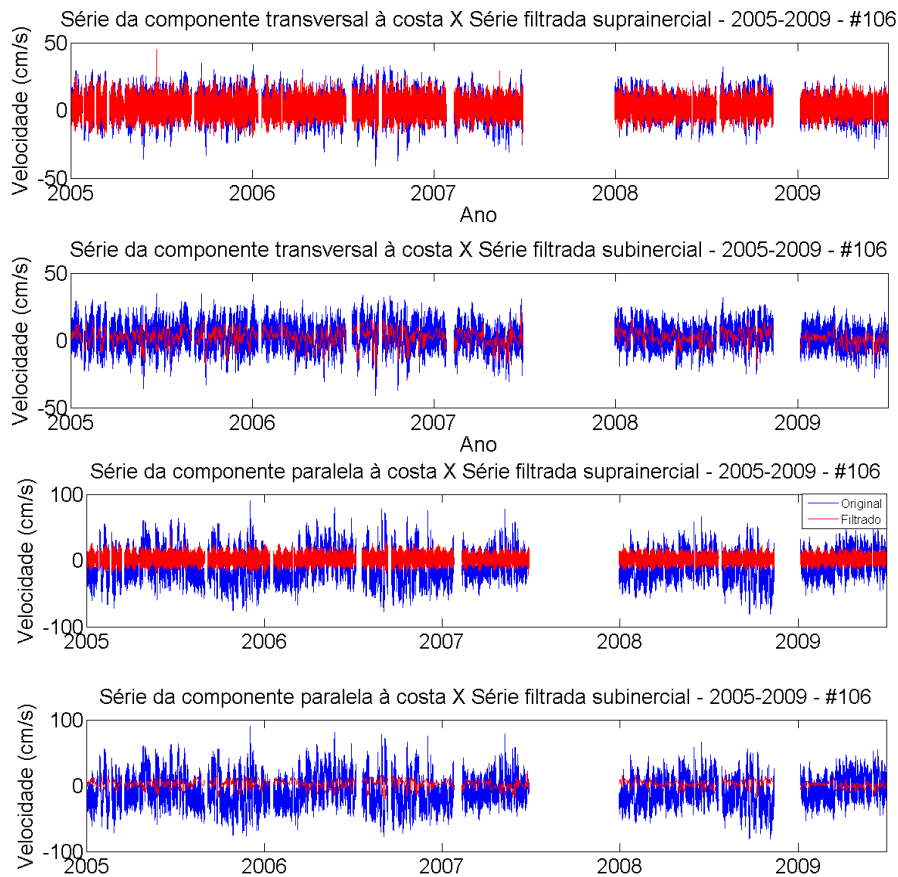 Série da componente transversal à costa X Série filtrada suprainercial - 2005-2009 - #106
Velocidade (cm/s)
50
0
-50
2005 2006 2007 2008 2009
Ano
Série da componente transversal à costa X Série filtrada subinercial - 2005-2009 - #106
Velocidade (cm/s)
50
0
-50
2005 2006 2007 2008 2009
Ano
Série da componente paralela à costa X Série filtrada suprainercial - 2005-2009 - #106
Velocidade (cm/s)
100
0
-100
Original
Filtrado
2005 2006 2007 2008 2009
Série da componente paralela à costa X Série filtrada subinercial - 2005-2009 - #106
Velocidade (cm/s)
100
0
-100
2005 2006 2007 2008 2009